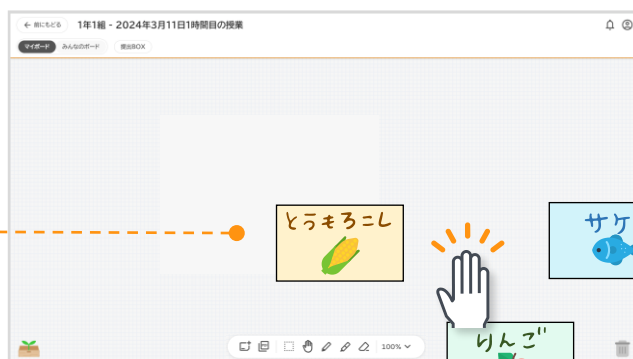 ← 前にもどる 1年1組 - 2024年3月11日1時間目の授業
マイボード みんなのボード 提出BOX
とうもろこし
サケ
りんご
100%